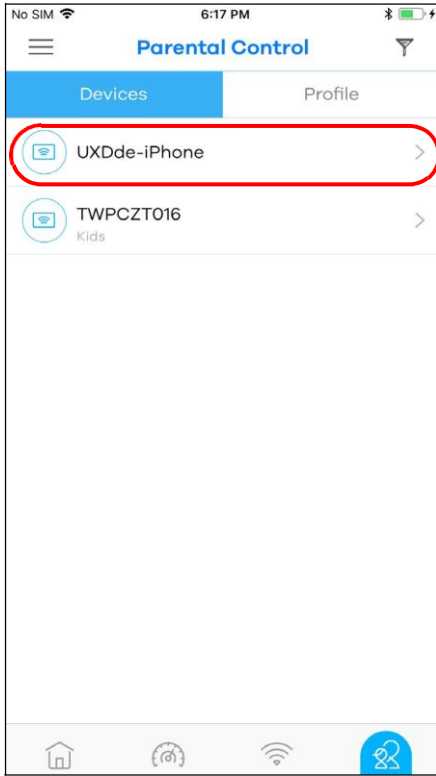 No SIM 6:17 PM
Parental Control
Devices Profile
UXDde-iPhone
TWPCZT016
Kids